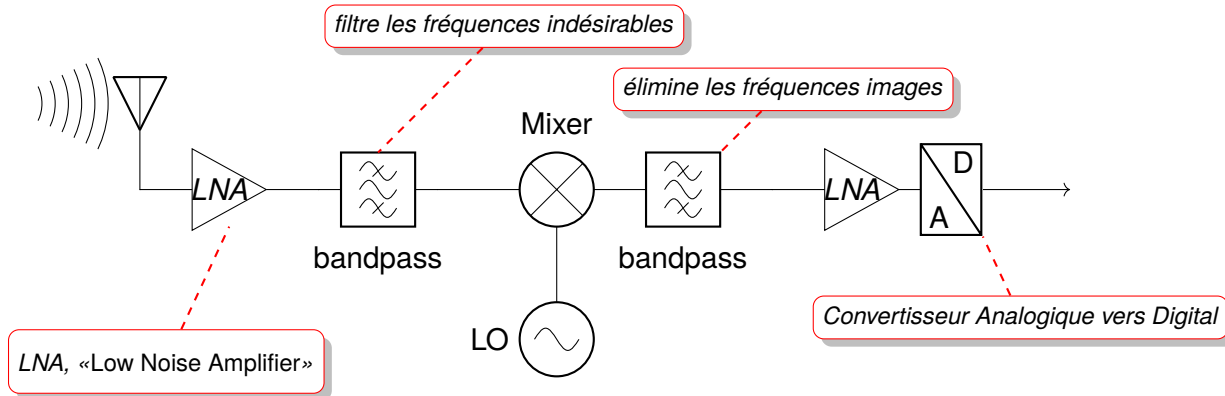 filtre les fréquences indésirables
élimine les fréquences images
Mixer
LNA
LNA
D
A
bandpass
bandpass
LO
Convertisseur Analogique vers Digital
LNA, «Low Noise Amplifier»